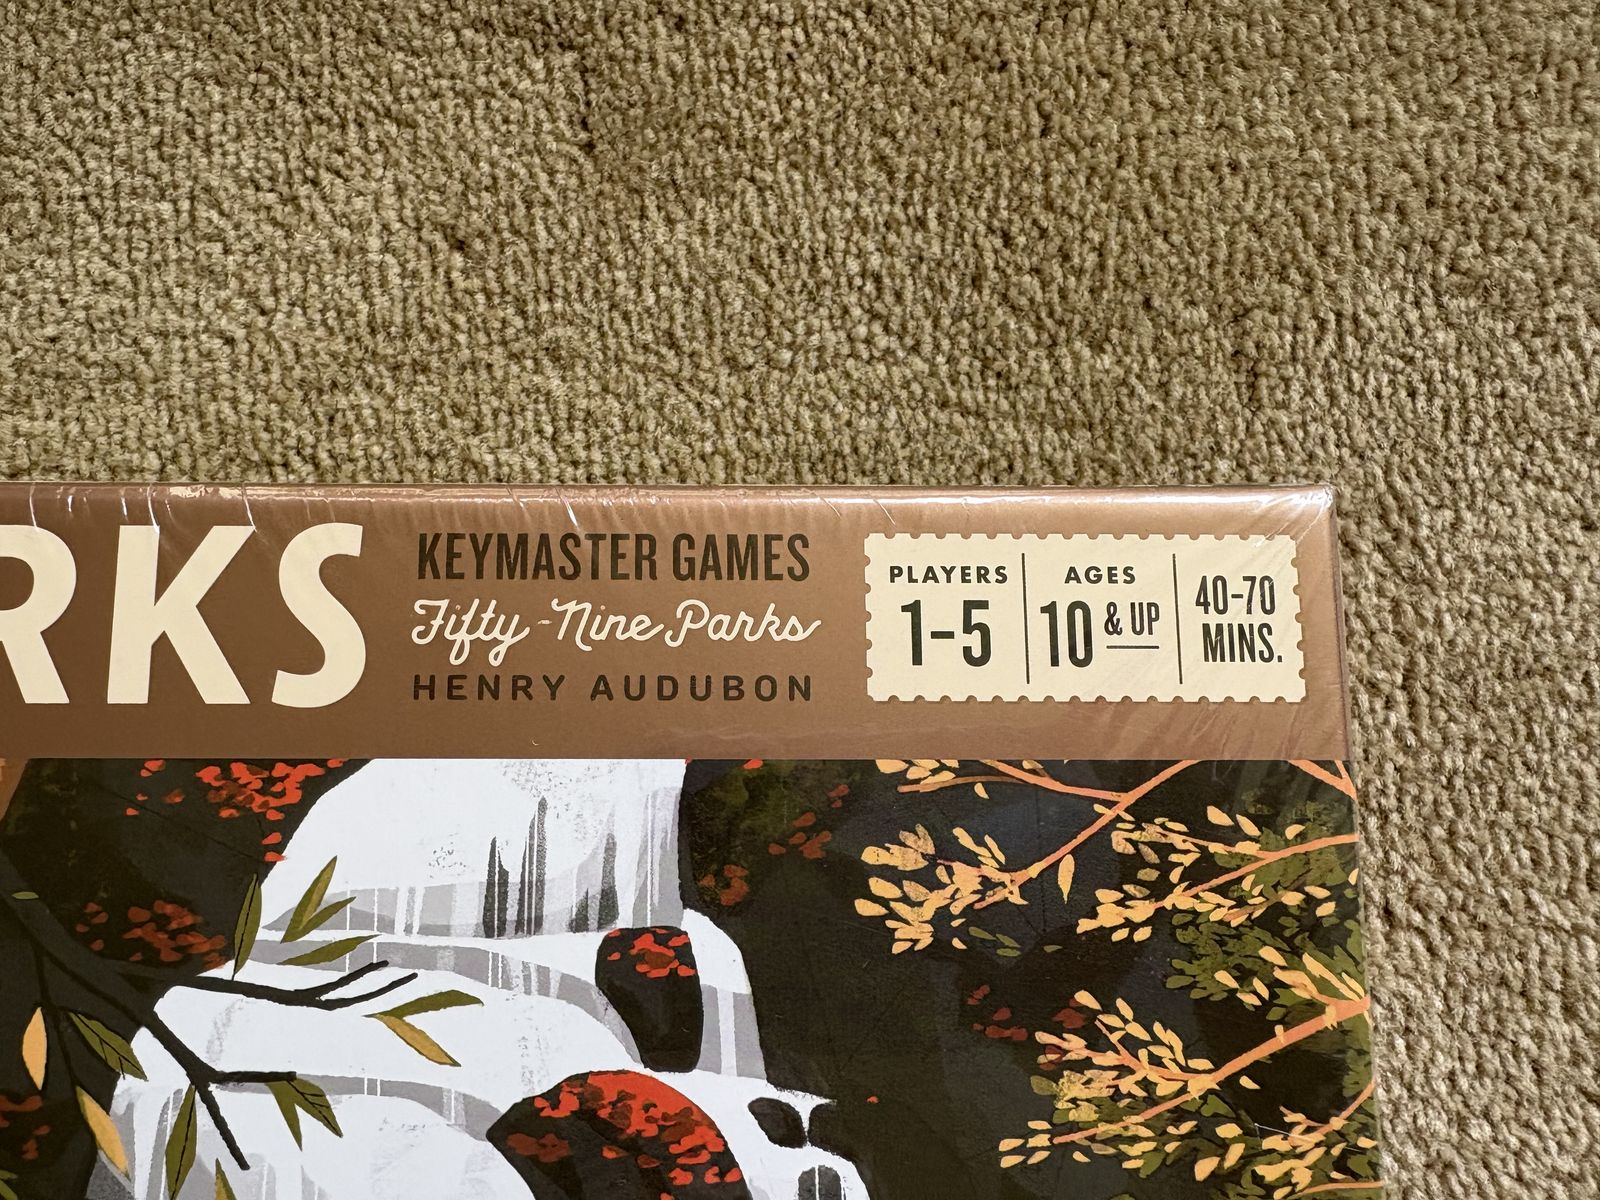 RKS
KEYMASTER GAMES
Fifty-Nine Parks
HENRY AUDUBON
PLAYERS
1-5
AGES
10 & UP
40-70
MINS.